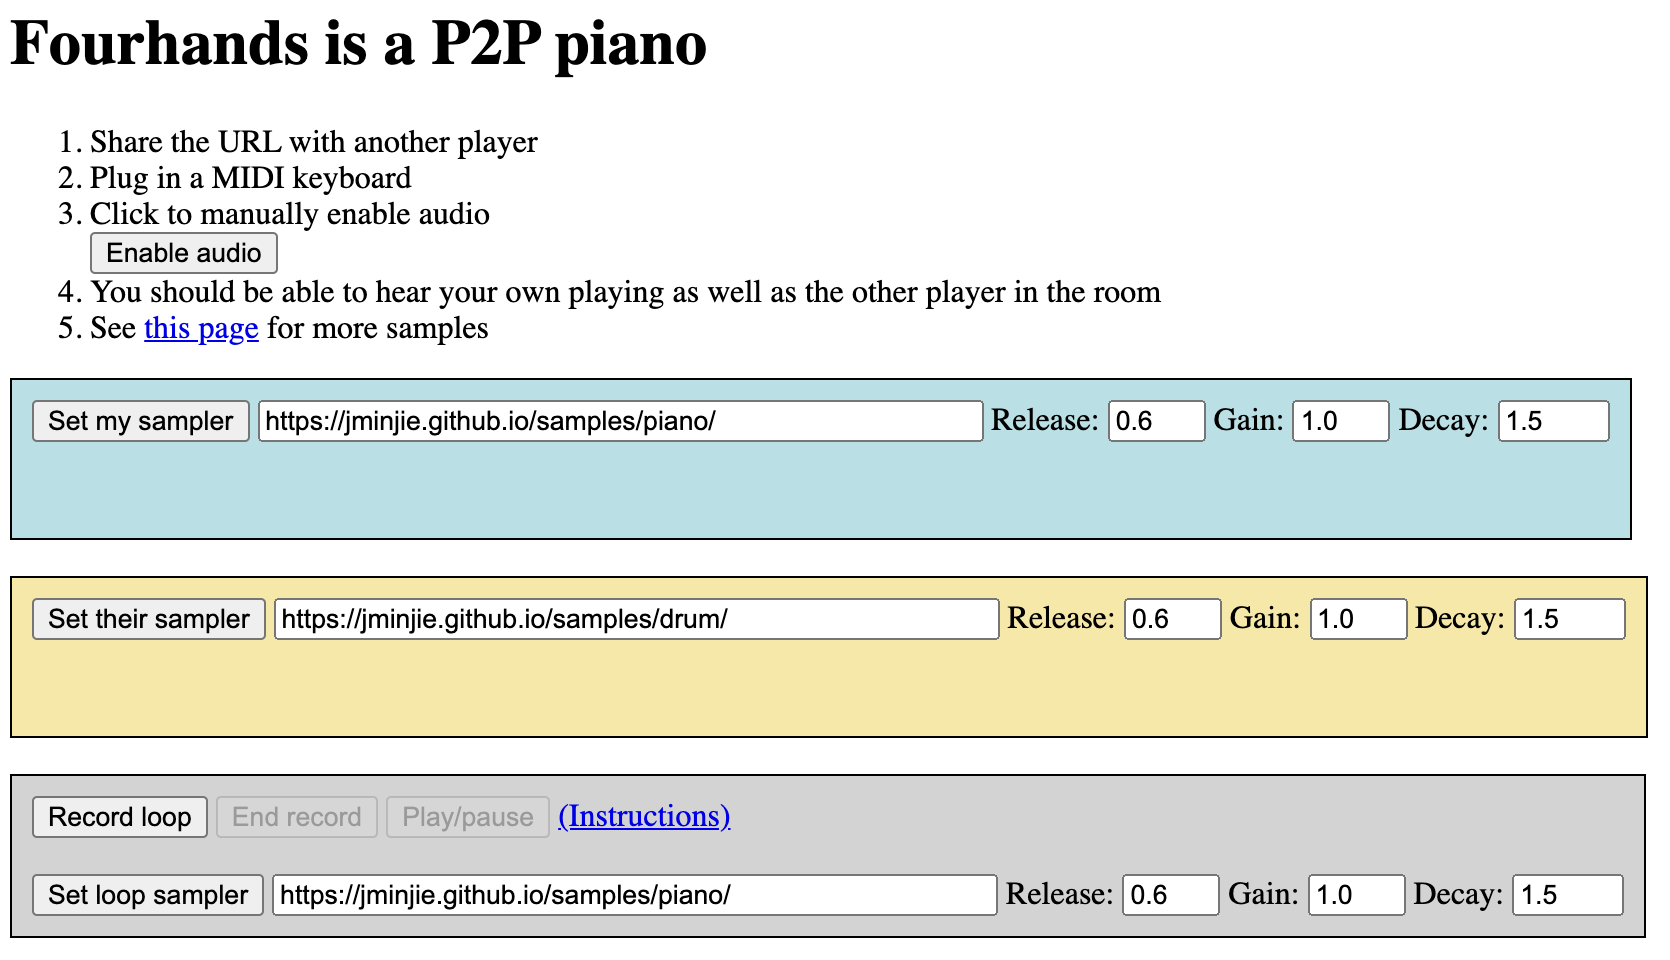 Fourhands is a P2P piano
1. Share the URL with another player
2. Plug in a MIDI keyboard
3. Click to manually enable audio
Enable audio
4. You should be able to hear your own playing as well as the other player in the room
5. See this page for more samples
Set my sampler https://jminjie.github.io/samples/piano/ Release: 0.6 Gain: 1.0 Decay: 1.5
Set their sampler https://jminjie.github.io/samples/drum/ Release: 0.6 Gain: 1.0 Decay: 1.5
Record loop End record Play/pause (Instructions)
Set loop sampler https://jminjie.github.io/samples/piano/ Release: 0.6 Gain: 1.0 Decay: 1.5